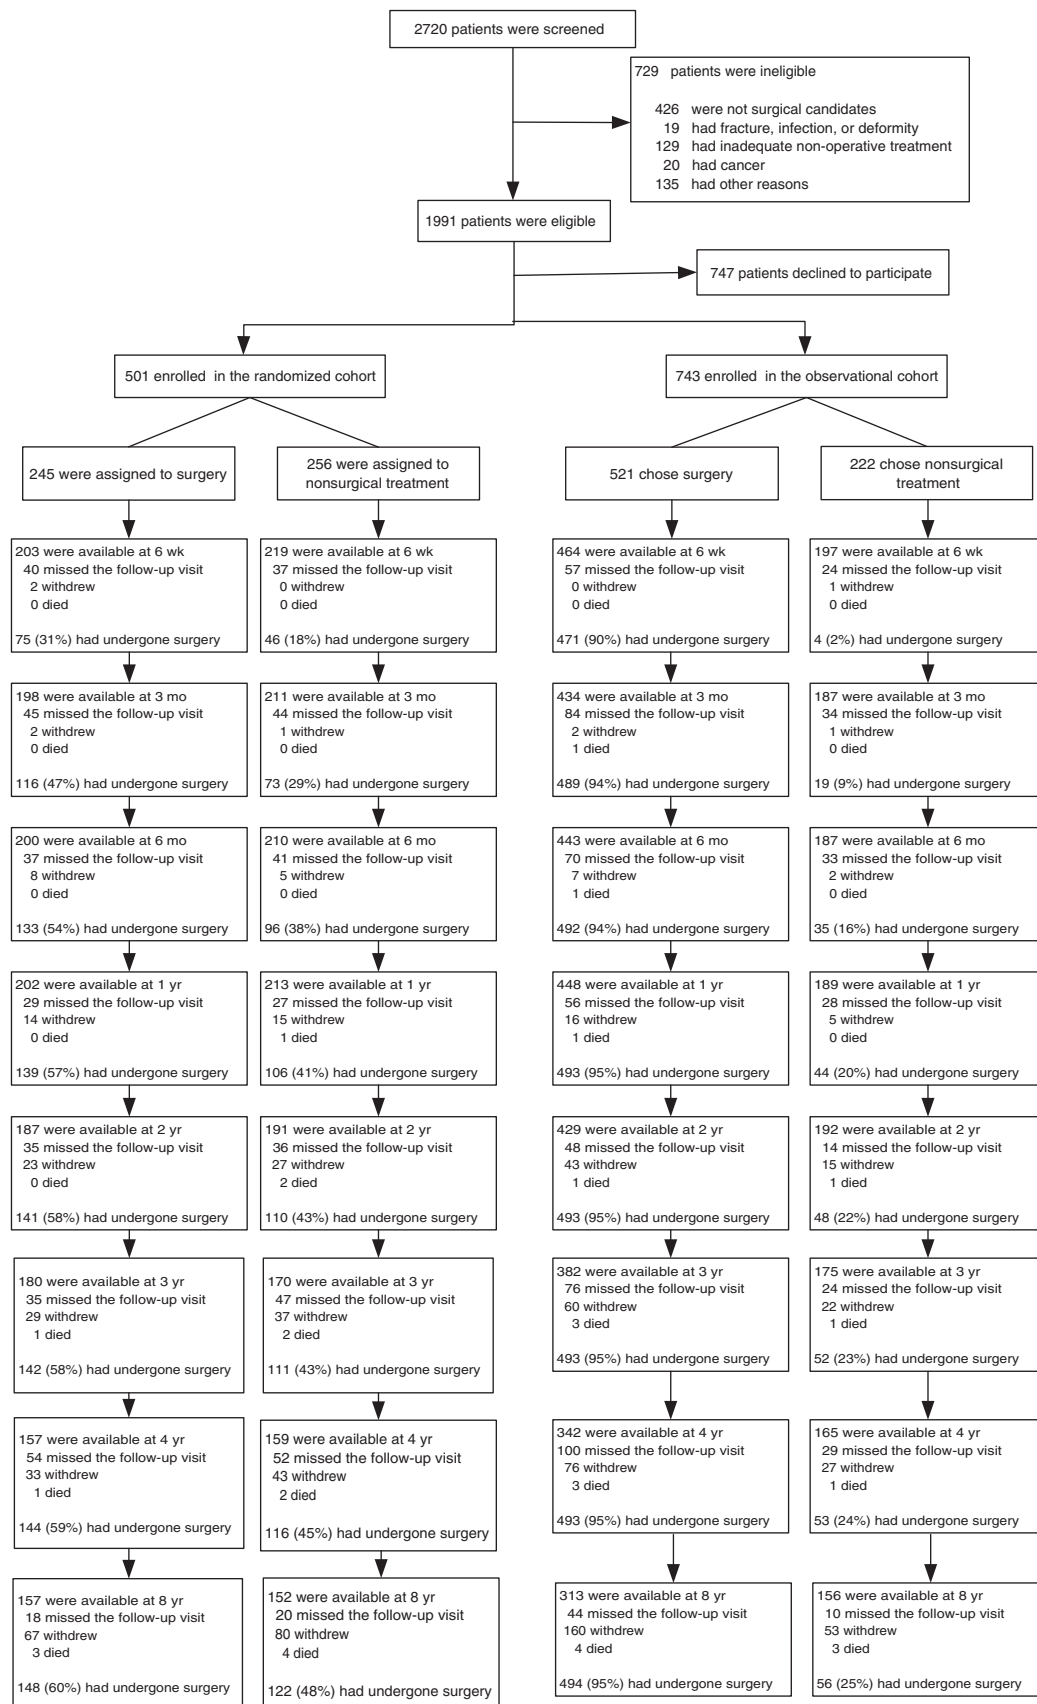 2720 patients were screened
729 patients were ineligible
426 were not surgical candidates
19 had fracture, infection, or deformity
129 had inadequate non-operative treatment
20 had cancer
135 had other reasons
1991 patients were eligible
747 patients declined to participate
501 enrolled in the randomized cohort
743 enrolled in the observational cohort
245 were assigned to surgery
256 were assigned to
nonsurgical treatment
521 chose surgery
222 chose nonsurgical
treatment
203 were available at 6 wk
40 missed the follow-up visit
2 withdrew
0 died
75 (31%) had undergone surgery
219 were available at 6 wk
37 missed the follow-up visit
0 withdrew
0 died
46 (18%) had undergone surgery
464 were available at 6 wk
57 missed the follow-up visit
0 withdrew
0 died
471 (90%) had undergone surgery
197 were available at 6 wk
24 missed the follow-up visit
1 withdrew
0 died
4 (2%) had undergone surgery
198 were available at 3 mo
45 missed the follow-up visit
2 withdrew
0 died
116 (47%) had undergone surgery
211 were available at 3 mo
44 missed the follow-up visit
1 withdrew
0 died
73 (29%) had undergone surgery
434 were available at 3 mo
84 missed the follow-up visit
2 withdrew
1 died
489 (94%) had undergone surgery
187 were available at 3 mo
34 missed the follow-up visit
1 withdrew
0 died
19 (9%) had undergone surgery
200 were available at 6 mo
37 missed the follow-up visit
8 withdrew
0 died
133 (54%) had undergone surgery
210 were available at 6 mo
41 missed the follow-up visit
5 withdrew
0 died
96 (38%) had undergone surgery
443 were available at 6 mo
70 missed the follow-up visit
7 withdrew
1 died
492 (94%) had undergone surgery
187 were available at 6 mo
33 missed the follow-up visit
2 withdrew
0 died
35 (16%) had undergone surgery
202 were available at 1 yr
29 missed the follow-up visit
14 withdrew
0 died
139 (57%) had undergone surgery
213 were available at 1 yr
27 missed the follow-up visit
15 withdrew
1 died
106 (41%) had undergone surgery
448 were available at 1 yr
56 missed the follow-up visit
16 withdrew
1 died
493 (95%) had undergone surgery
189 were available at 1 yr
28 missed the follow-up visit
5 withdrew
0 died
44 (20%) had undergone surgery
187 were available at 2 yr
35 missed the follow-up visit
23 withdrew
0 died
141 (58%) had undergone surgery
191 were available at 2 yr
36 missed the follow-up visit
27 withdrew
2 died
110 (43%) had undergone surgery
429 were available at 2 yr
48 missed the follow-up visit
43 withdrew
1 died
493 (95%) had undergone surgery
192 were available at 2 yr
14 missed the follow-up visit
15 withdrew
1 died
48 (22%) had undergone surgery
180 were available at 3 yr
35 missed the follow-up visit
29 withdrew
1 died
142 (58%) had undergone surgery
170 were available at 3 yr
47 missed the follow-up visit
37 withdrew
2 died
111 (43%) had undergone surgery
382 were available at 3 yr
76 missed the follow-up visit
60 withdrew
3 died
493 (95%) had undergone surgery
175 were available at 3 yr
24 missed the follow-up visit
22 withdrew
1 died
52 (23%) had undergone surgery
157 were available at 4 yr
54 missed the follow-up visit
33 withdrew
1 died
144 (59%) had undergone surgery
159 were available at 4 yr
52 missed the follow-up visit
43 withdrew
2 died
116 (45%) had undergone surgery
342 were available at 4 yr
100 missed the follow-up visit
76 withdrew
3 died
493 (95%) had undergone surgery
165 were available at 4 yr
29 missed the follow-up visit
27 withdrew
1 died
53 (24%) had undergone surgery
157 were available at 8 yr
18 missed the follow-up visit
67 withdrew
3 died
148 (60%) had undergone surgery
152 were available at 8 yr
20 missed the follow-up visit
80 withdrew
4 died
122 (48%) had undergone surgery
313 were available at 8 yr
44 missed the follow-up visit
160 withdrew
4 died
494 (95%) had undergone surgery
156 were available at 8 yr
10 missed the follow-up visit
53 withdrew
3 died
56 (25%) had undergone surgery